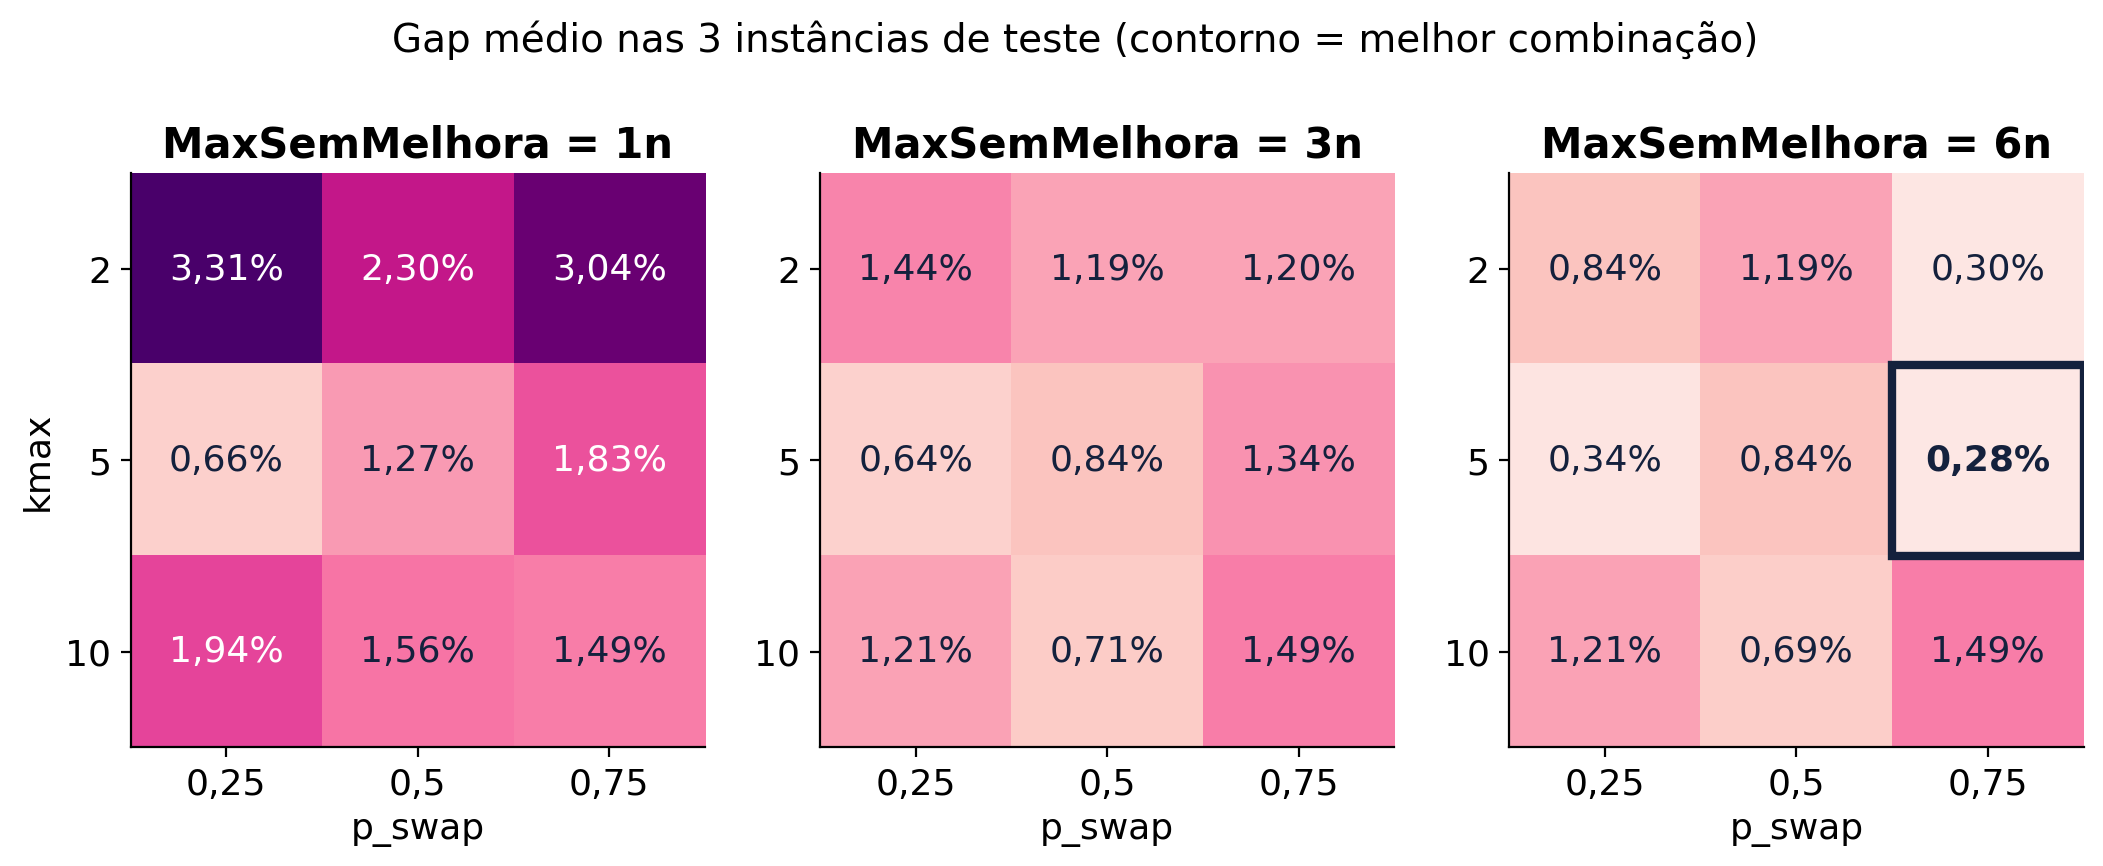 Gap médio nas 3 instâncias de teste (contorno = melhor combinação)
MaxSemMelhora = 1n
kmax
2
3,31% 2,30% 3,04%
5
0,66% 1,27% 1,83%
10
1,94% 1,56% 1,49%
0,25 0,5 0,75
p_swap
MaxSemMelhora = 3n
2
1,44% 1,19% 1,20%
5
0,64% 0,84% 1,34%
10
1,21% 0,71% 1,49%
0,25 0,5 0,75
p_swap
MaxSemMelhora = 6n
2
0,84% 1,19% 0,30%
5
0,34% 0,84% 0,28%
10
1,21% 0,69% 1,49%
0,25 0,5 0,75
p_swap